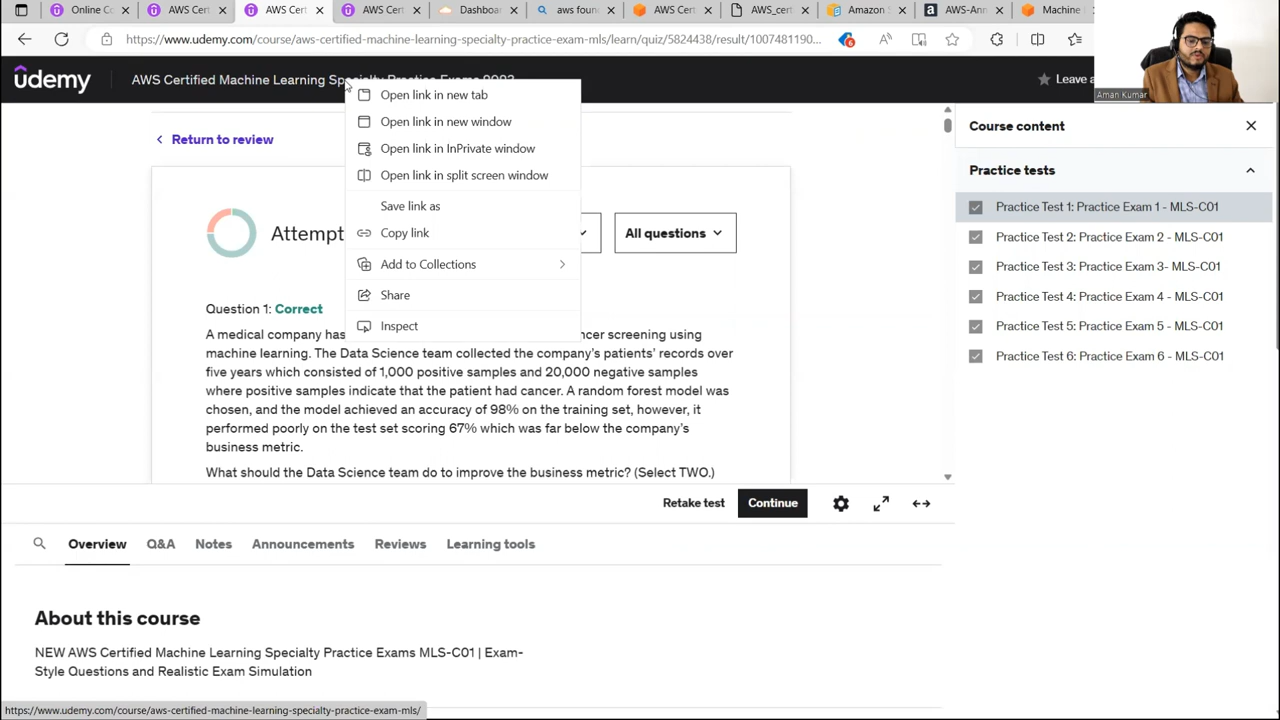 Online Co
AWS Cert
AWS Cert
AWS Cert
Dashboa
aws foun
AWS Cert
AWS_cert
Amazon S
AWS-Ann
Machine
https://www.udemy.com/course/aws-certified-machine-learning-specialty-practice-exam-mls/learn/quiz/5824438/result/1007481190...
Aman Kumar
udemy
AWS Certified Machine Learning Specialty Practice Exams
Leave a
Open link in new tab
Open link in new window
Open link in InPrivate window
Open link in split screen window
Save link as
Copy link
Add to Collections
Share
Inspect
Return to review
Attempt
All questions
Question 1: Correct
A medical company has
ncer screening using
machine learning. The Data Science team collected the company's patients' records over
five years which consisted of 1,000 positive samples and 20,000 negative samples
where positive samples indicate that the patient had cancer. A random forest model was
chosen, and the model achieved an accuracy of 98% on the training set, however, it
performed poorly on the test set scoring 67% which was far below the company's
business metric.
What should the Data Science team do to improve the business metric? (Select TWO.)
Course content
Practice tests
Practice Test 1: Practice Exam 1 - MLS-C01
Practice Test 2: Practice Exam 2 - MLS-C01
Practice Test 3: Practice Exam 3- MLS-C01
Practice Test 4: Practice Exam 4 - MLS-C01
Practice Test 5: Practice Exam 5 - MLS-C01
Practice Test 6: Practice Exam 6 - MLS-C01
Retake test
Continue
Overview
Q&A
Notes
Announcements
Reviews
Learning tools
About this course
NEW AWS Certified Machine Learning Specialty Practice Exams MLS-C01 | Exam-
Style Questions and Realistic Exam Simulation
https://www.udemy.com/course/aws-certified-machine-learning-specialty-practice-exam-mls/